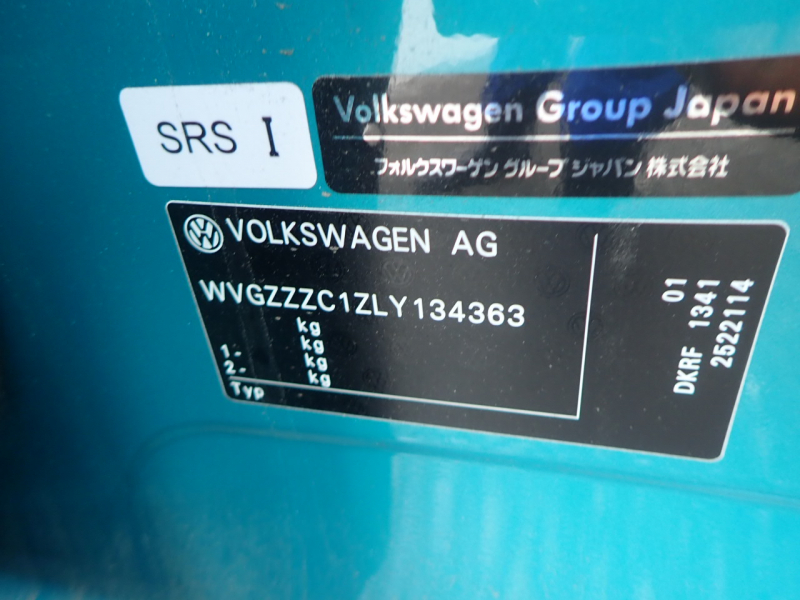 SRS I
Volkswagen Group Japan
フォルクスワーゲン グループ ジャパン 株式会社
VOLKSWAGEN AG
WVGZZZC1ZLY134363
kg
1.- kg
2.- kg
kg
Typ
01
DKRF 1341
2522114